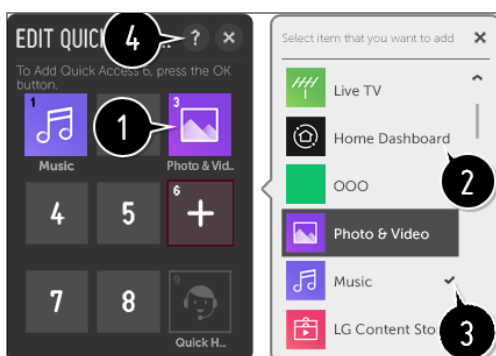 EDIT QUIC 4 .. ? ×
To Add Quick Access 6, press the OK
button.
1
3
1
Music
Photo & Vid..
4
5
6
+
7
8
9
Quick H..
Select item that you want to add ×
Live TV
Home Dashboard
2
OOO
Photo & Video
Music
3
LG Content Sto